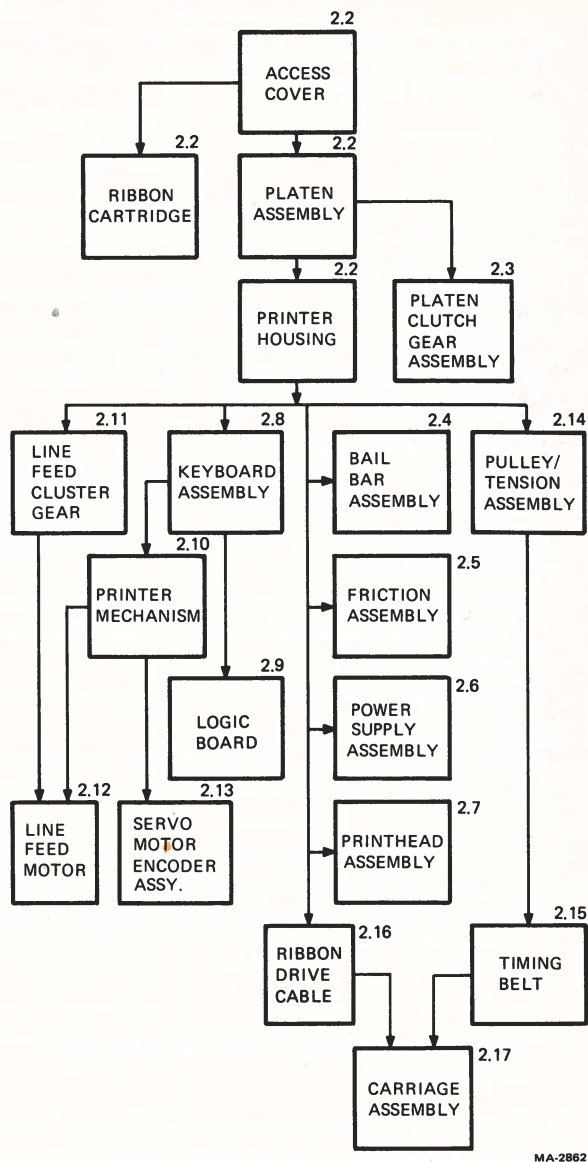 2.2
ACCESS
COVER
2.2
RIBBON
CARTRIDGE
2.2
PLATEN
ASSEMBLY
2.2
PRINTER
HOUSING
2.3
PLATEN
CLUTCH
GEAR
ASSEMBLY
2.11
LINE
FEED
CLUSTER
GEAR
2.8
KEYBOARD
ASSEMBLY
2.4
BAIL
BAR
ASSEMBLY
2.14
PULLEY/
TENSION
ASSEMBLY
2.10
PRINTER
MECHANISM
2.5
FRICTION
ASSEMBLY
2.9
LOGIC
BOARD
2.6
POWER
SUPPLY
ASSEMBLY
2.12
LINE
FEED
MOTOR
2.13
SERVO
MOTOR
ENCODER
ASSY.
2.7
PRINTHEAD
ASSEMBLY
2.16
RIBBON
DRIVE
CABLE
2.15
TIMING
BELT
2.17
CARRIAGE
ASSEMBLY
MA-2862